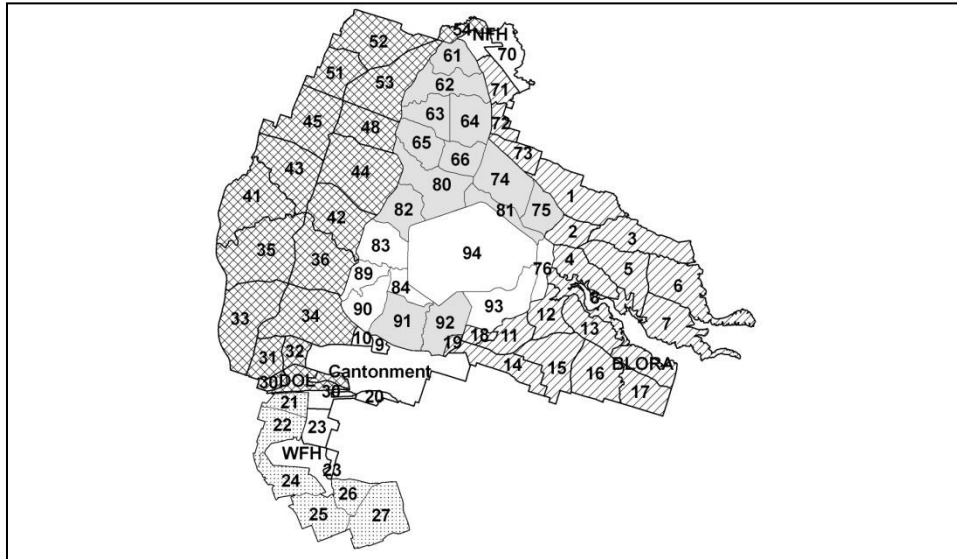 54 NFH
52 61 70
51 53 62 71
45 48 63 64 72
65 66 73
43 44 80 74 1
41 82 81 75
42 2 3
35 36 83 94 76 4 5 6
89 84 8
33 34 90 91 92 93 12 13 7
10 9 19 18 11
31 32 Cantonment 14 15 16 BLORA
30 DOL 30 20 17
21
22 23
WFH
24 23
26
25 27